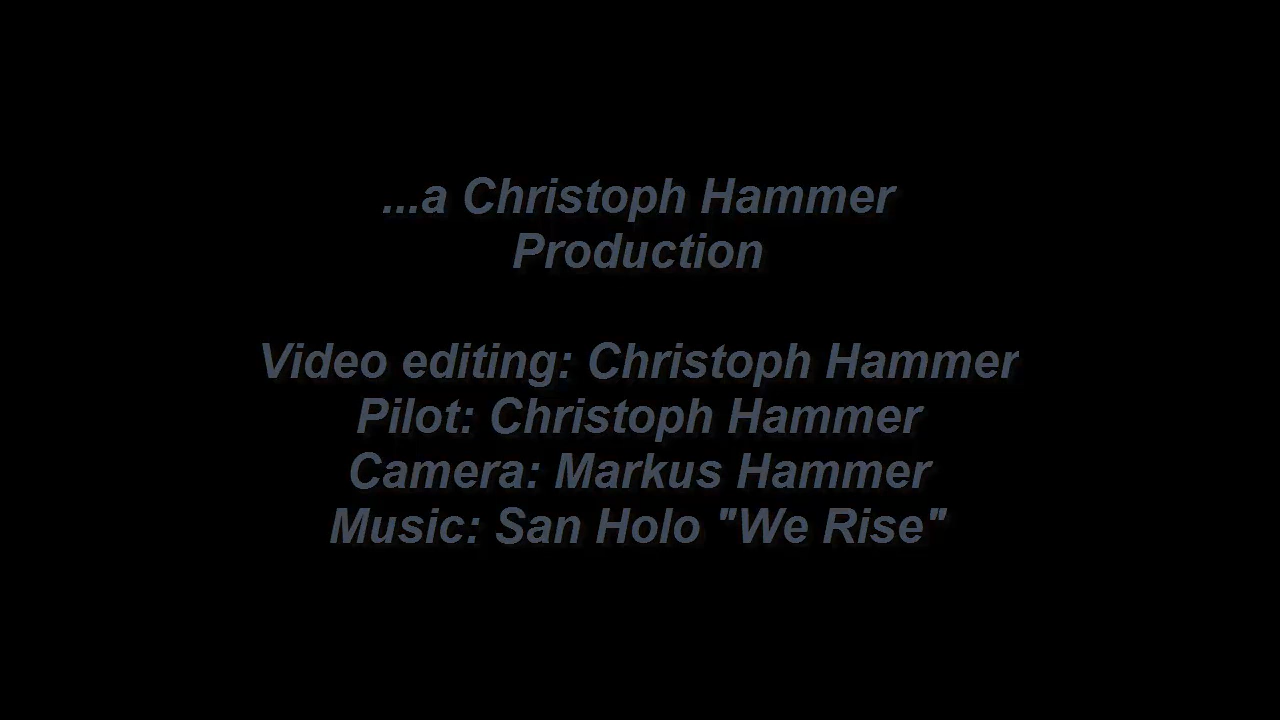 ...a Christoph Hammer
Production
Video editing: Christoph Hammer
Pilot: Christoph Hammer
Camera: Markus Hammer
Music: San Holo "We Rise"